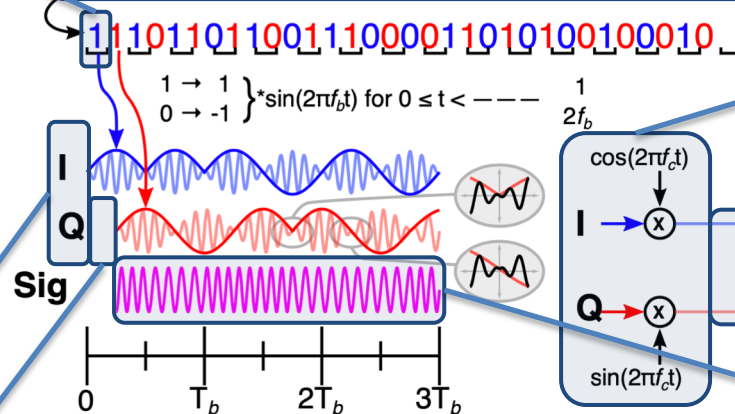 1110110110011100001101010100100010
1 → 1
0 → -1
}*sin(2πf_bt) for 0 ≤ t < — — — —
1
2f_b
I
Q
Sig
0
T_b
2T_b
3T_b
cos(2πf_ct)
I
x
Q
x
sin(2πf_ct)